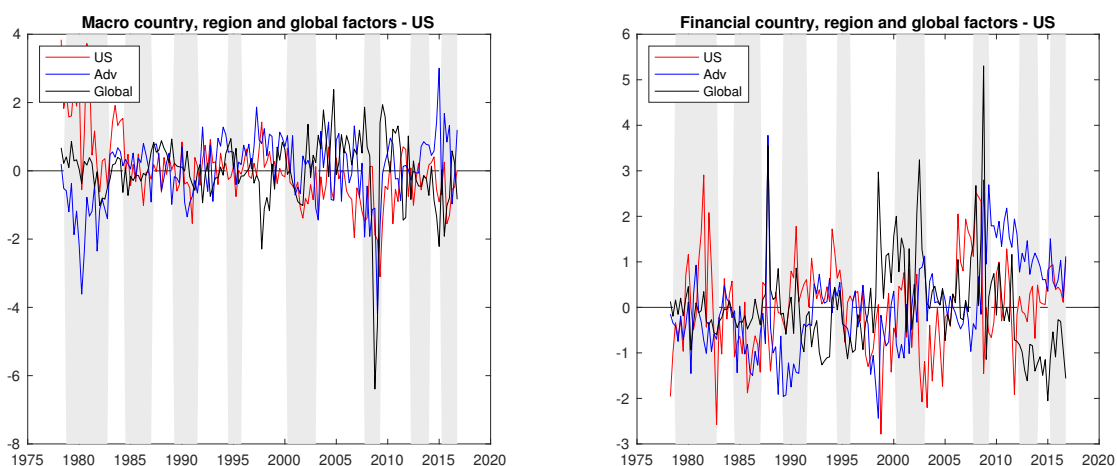 Macro country, region and global factors - US
4
2
0
-2
-4
-6
-8
US
Adv
Global
1975 1980 1985 1990 1995 2000 2005 2010 2015 2020
Financial country, region and global factors - US
6
5
4
3
2
1
0
-1
-2
-3
US
Adv
Global
1975 1980 1985 1990 1995 2000 2005 2010 2015 2020